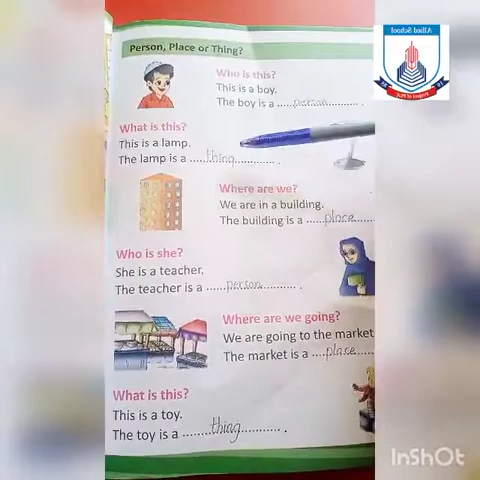 Person, Place or Thing?
Allied School
Project of PGC
Who is this?
This is a boy.
The boy is a .....person............ .
What is this?
This is a lamp.
The lamp is a .....thing............. .
Where are we?
We are in a building.
The building is a ......place......
Who is she?
She is a teacher.
The teacher is a ......person........... .
Where are we going?
We are going to the market
The market is a ....place......
What is this?
This is a toy.
The toy is a ........thing............. .
InShOt